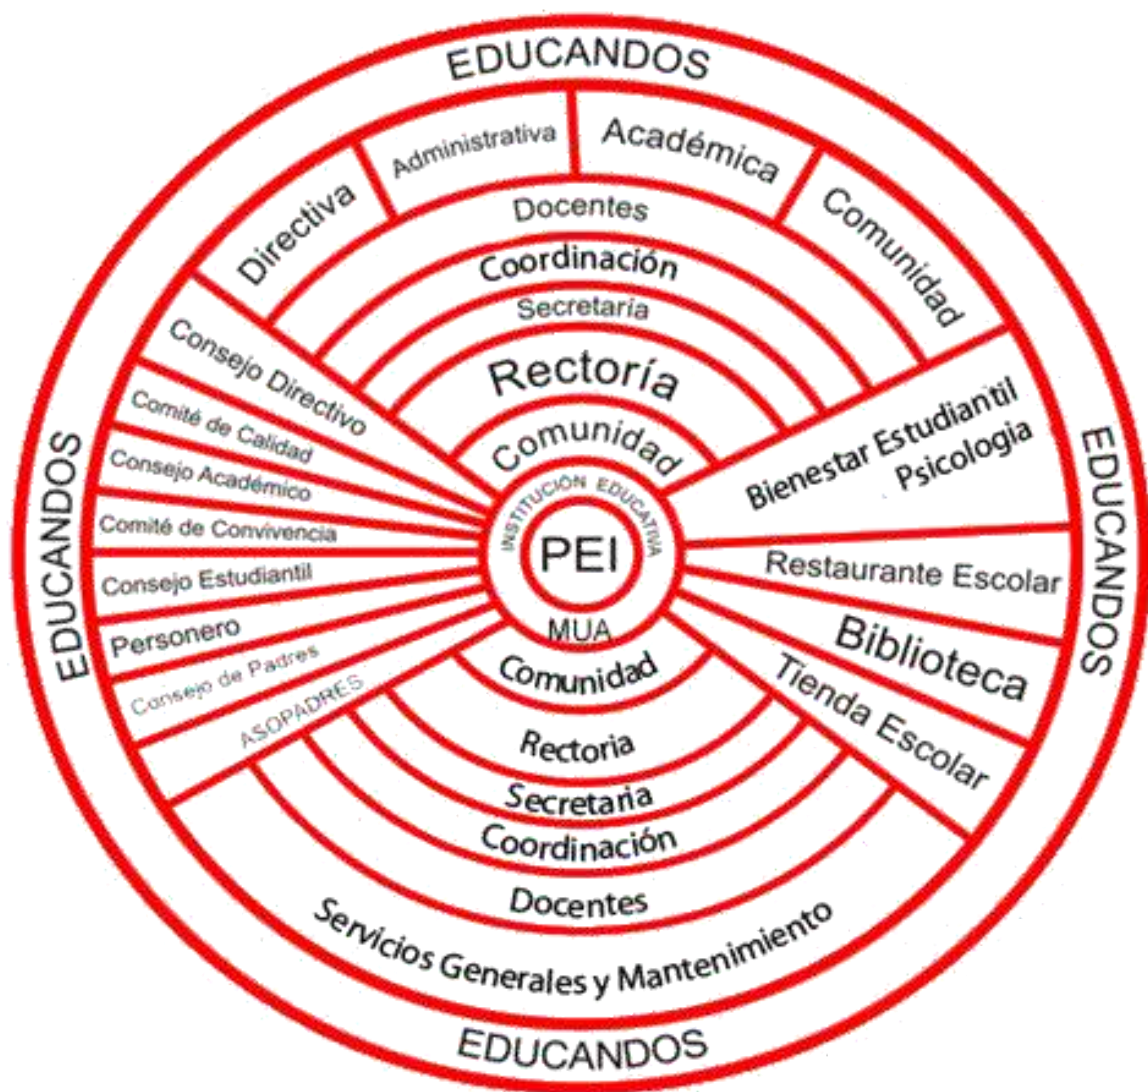 EDUCANDOS
Directiva
Administrativa
Académica
Comunidad
Docentes
Coordinación
Secretaría
Rectoría
Comunidad
EDUCANDOS
Consejo Directivo
Comité de Calidad
Consejo Académico
Comité de Convivencia
Consejo Estudiantil
Personero
Consejo de Padres
ASOPADRES
INSTITUCIÓN EDUCATIVA
PEI
MUA
Bienestar Estudiantil
Psicologia
Restaurante Escolar
Biblioteca
Tienda Escolar
EDUCANDOS
Comunidad
Rectoria
Secretaria
Coordinación
Docentes
Servicios Generales y Mantenimiento
EDUCANDOS